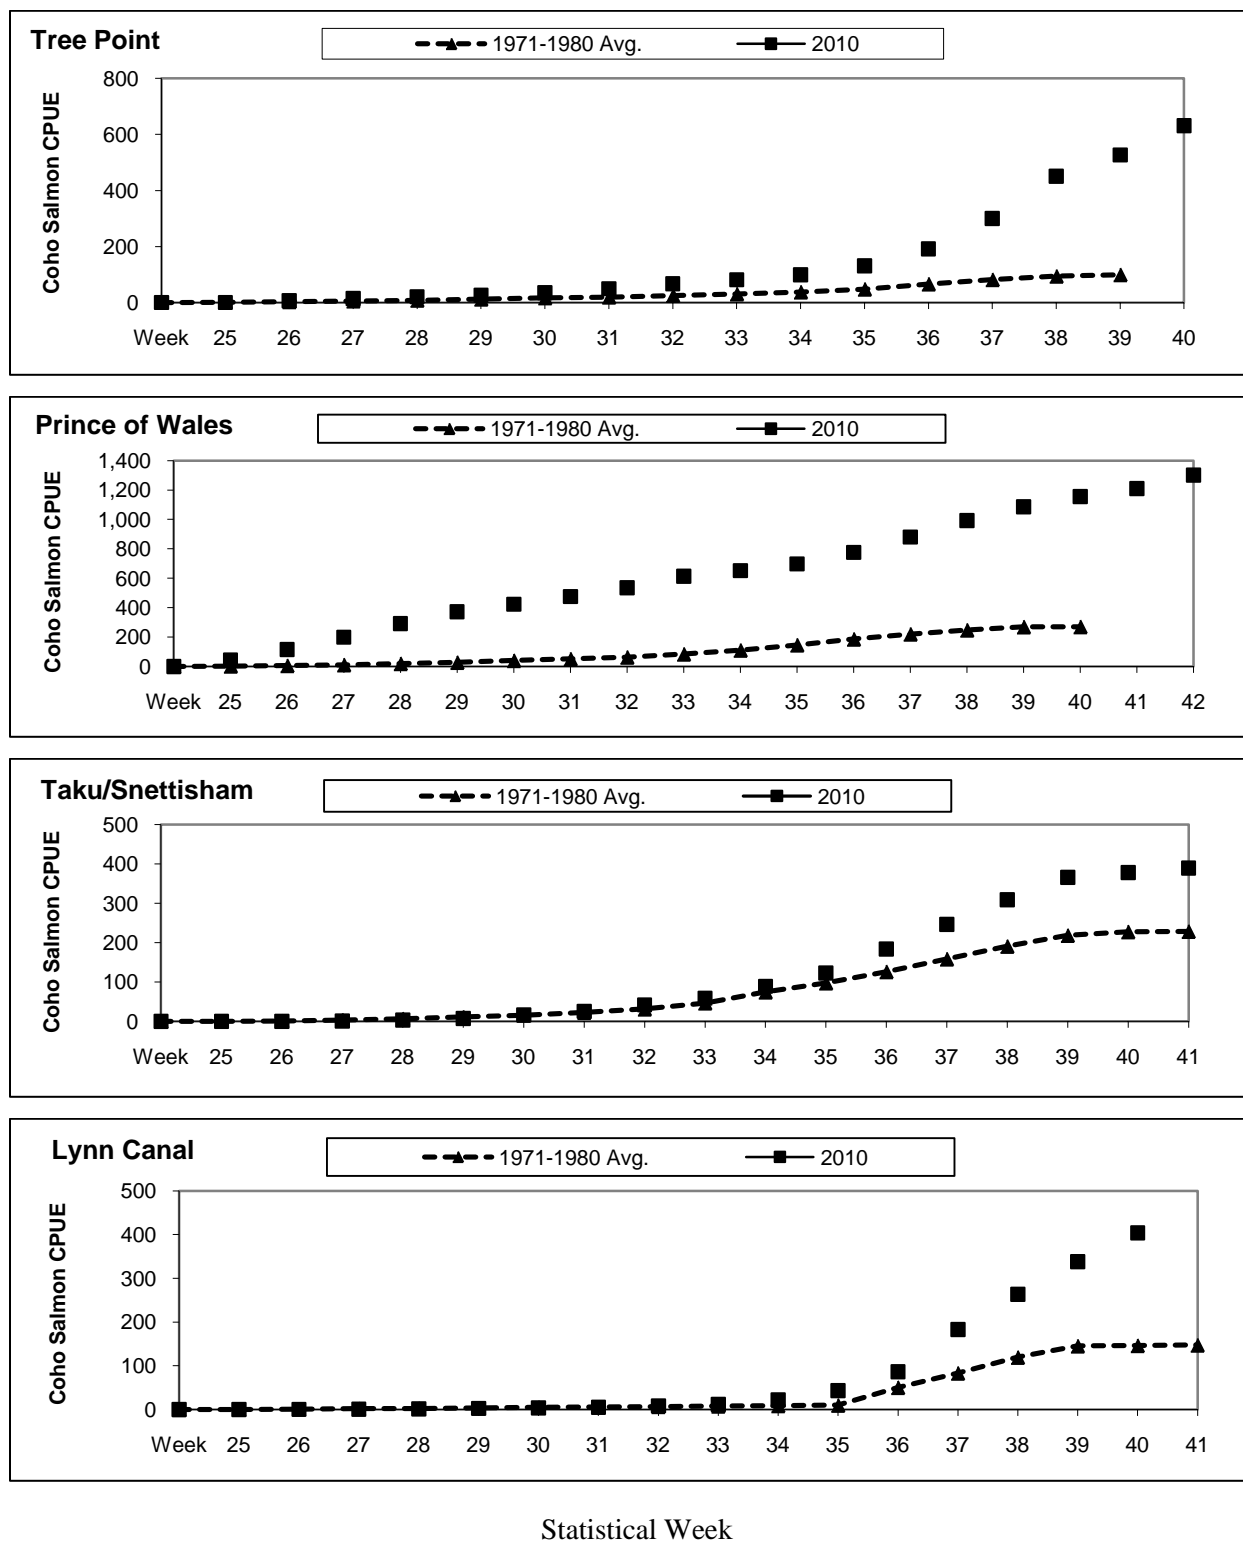 Tree Point
1971-1980 Avg. 2010
Coho Salmon CPUE
800
600
400
200
0
Week 25 26 27 28 29 30 31 32 33 34 35 36 37 38 39 40
Prince of Wales
1971-1980 Avg. 2010
Coho Salmon CPUE
1,400
1,200
1,000
800
600
400
200
0
Week 25 26 27 28 29 30 31 32 33 34 35 36 37 38 39 40 41 42
Taku/Snettisham
1971-1980 Avg. 2010
Coho Salmon CPUE
500
400
300
200
100
0
Week 25 26 27 28 29 30 31 32 33 34 35 36 37 38 39 40 41
Lynn Canal
1971-1980 Avg. 2010
Coho Salmon CPUE
500
400
300
200
100
0
Week 25 26 27 28 29 30 31 32 33 34 35 36 37 38 39 40 41
Statistical Week